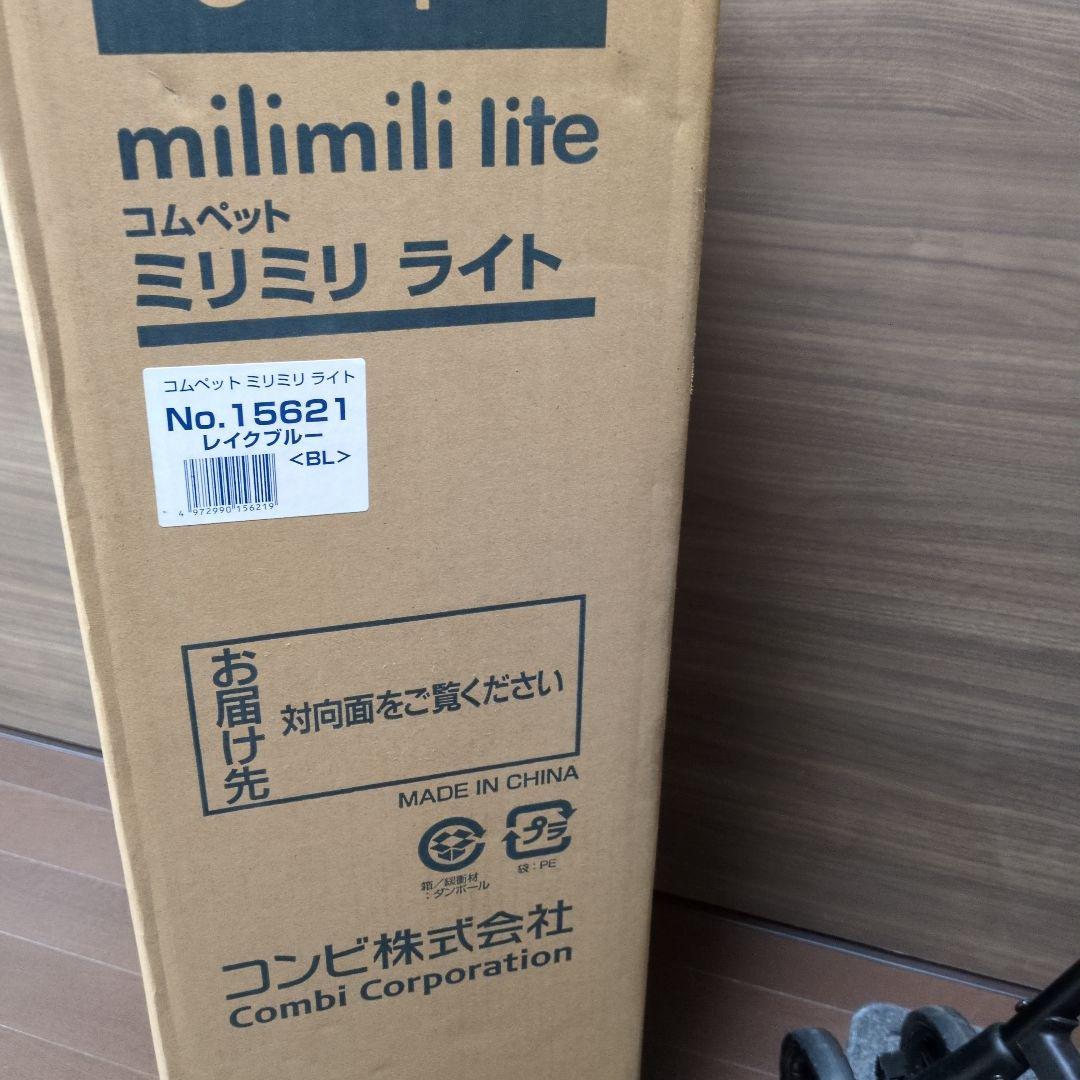 milimili lite
コムペット
ミリミリ ライト
コムペット ミリミリ ライト
No.15621
レイクブルー
<BL>
4 972990 156219
お届け先
対向面をご覧ください
MADE IN CHINA
プラ
箱／緩衝材
：ダンボール
袋：PE
コンビ株式会社
Combi Corporation